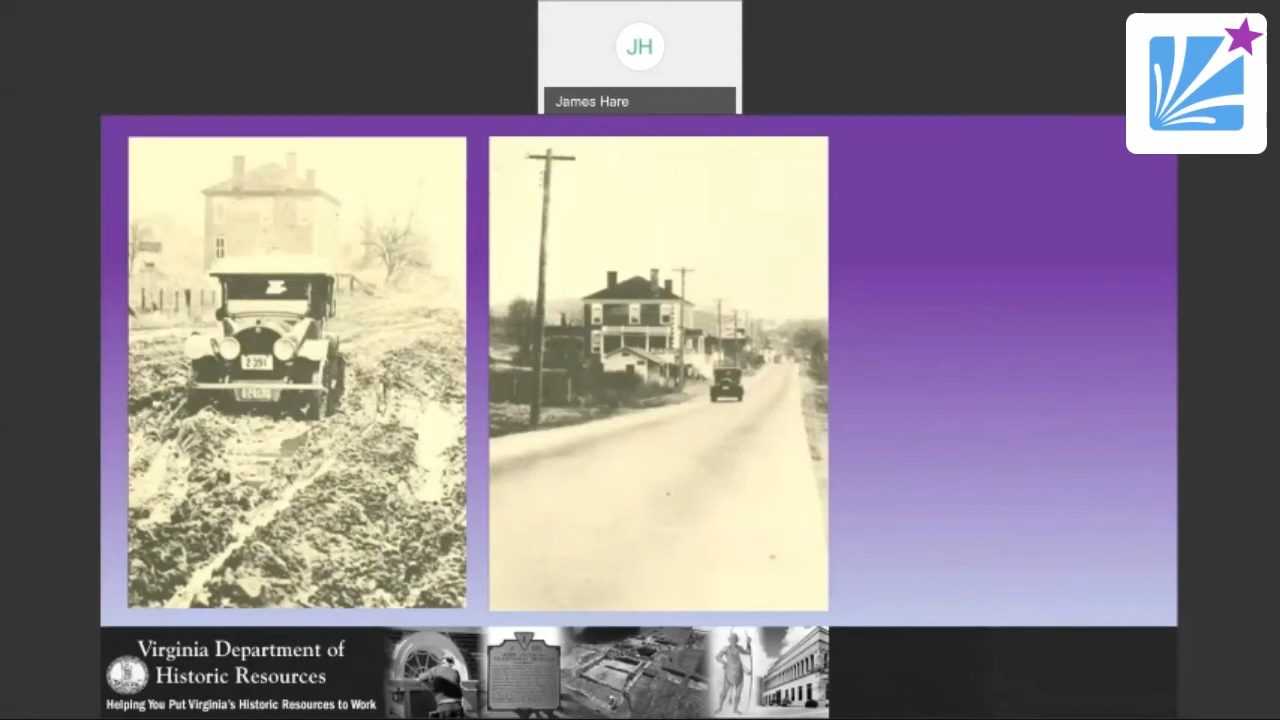 JH
James Hare
Virginia Department of
Historic Resources
Helping You Put Virginia's Historic Resources to Work